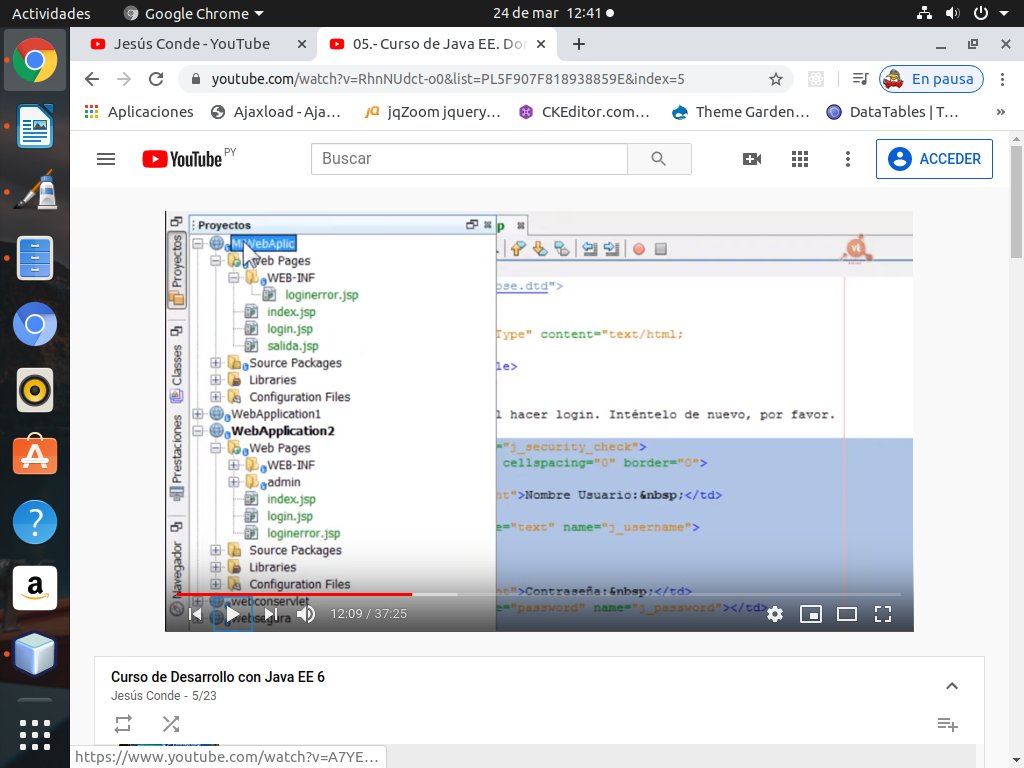 Actividades
Google Chrome
24 de mar 12:41
Jesús Conde - YouTube
05.- Curso de Java EE. Dor
youtube.com/watch?v=RhnNUdct-o0&list=PL5F907F818938859E&index=5
En pausa
Aplicaciones
Ajaxload - Aja...
jqZoom jquery...
CKEditor.com...
Theme Garden...
DataTables | T...
»
YouTube PY
Buscar
ACCEDER
Proyectos
Proyectos
Clases
Prestaciones
Navegador
MiWebAplic
Web Pages
WEB-INF
loginerror.jsp
index.jsp
login.jsp
salida.jsp
Source Packages
Libraries
Configuration Files
WebApplication1
WebApplication2
Web Pages
WEB-INF
admin
index.jsp
login.jsp
loginerror.jsp
Source Packages
Libraries
Configuration Files
webconservlet
websegura
p
ose.dtd">
Type" content="text/html;
le>
l hacer login. Inténtelo de nuevo, por favor.
="j_security_check">
cellspacing="0" border="0">
nt">Nombre Usuario:&nbsp;</td>
e="text" name="j_username">
nt">Contraseña:&nbsp;</td>
e="password" name="j_password"></td>
12:09 / 37:25
Curso de Desarrollo con Java EE 6
Jesús Conde - 5/23
https://www.youtube.com/watch?v=A7YE...